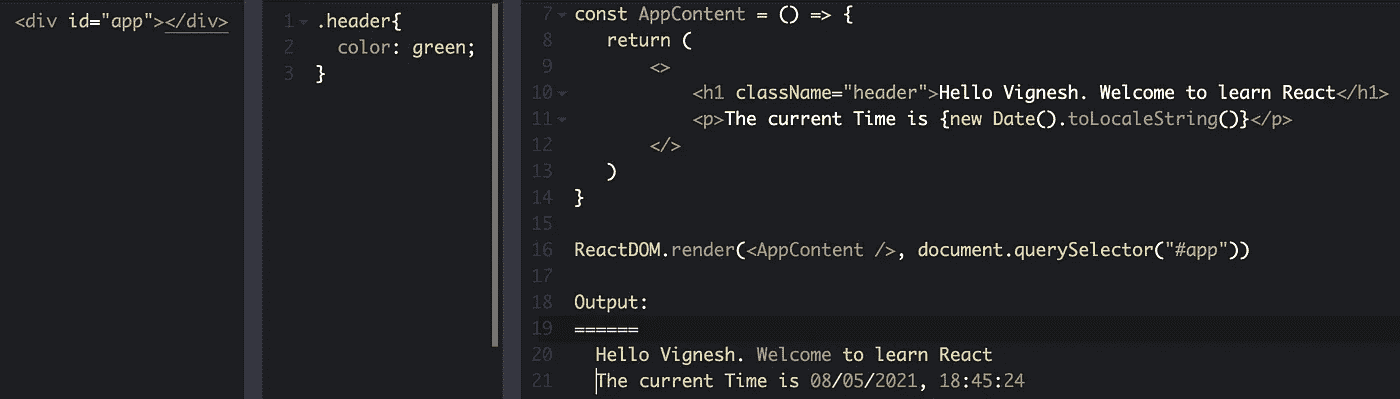 <div id="app"></div>
1 .header{
2 color: green;
3 }
7 const AppContent = () => {
8 return (
9 <>
10 <h1 className="header">Hello Vignesh. Welcome to learn React</h1>
11 <p>The current Time is {new Date().toLocaleString()}</p>
12 </>
13 )
14 }
15
16 ReactDOM.render(<AppContent />, document.querySelector("#app"))
17
18 Output:
19 ======
20 Hello Vignesh. Welcome to learn React
21 The current Time is 08/05/2021, 18:45:24